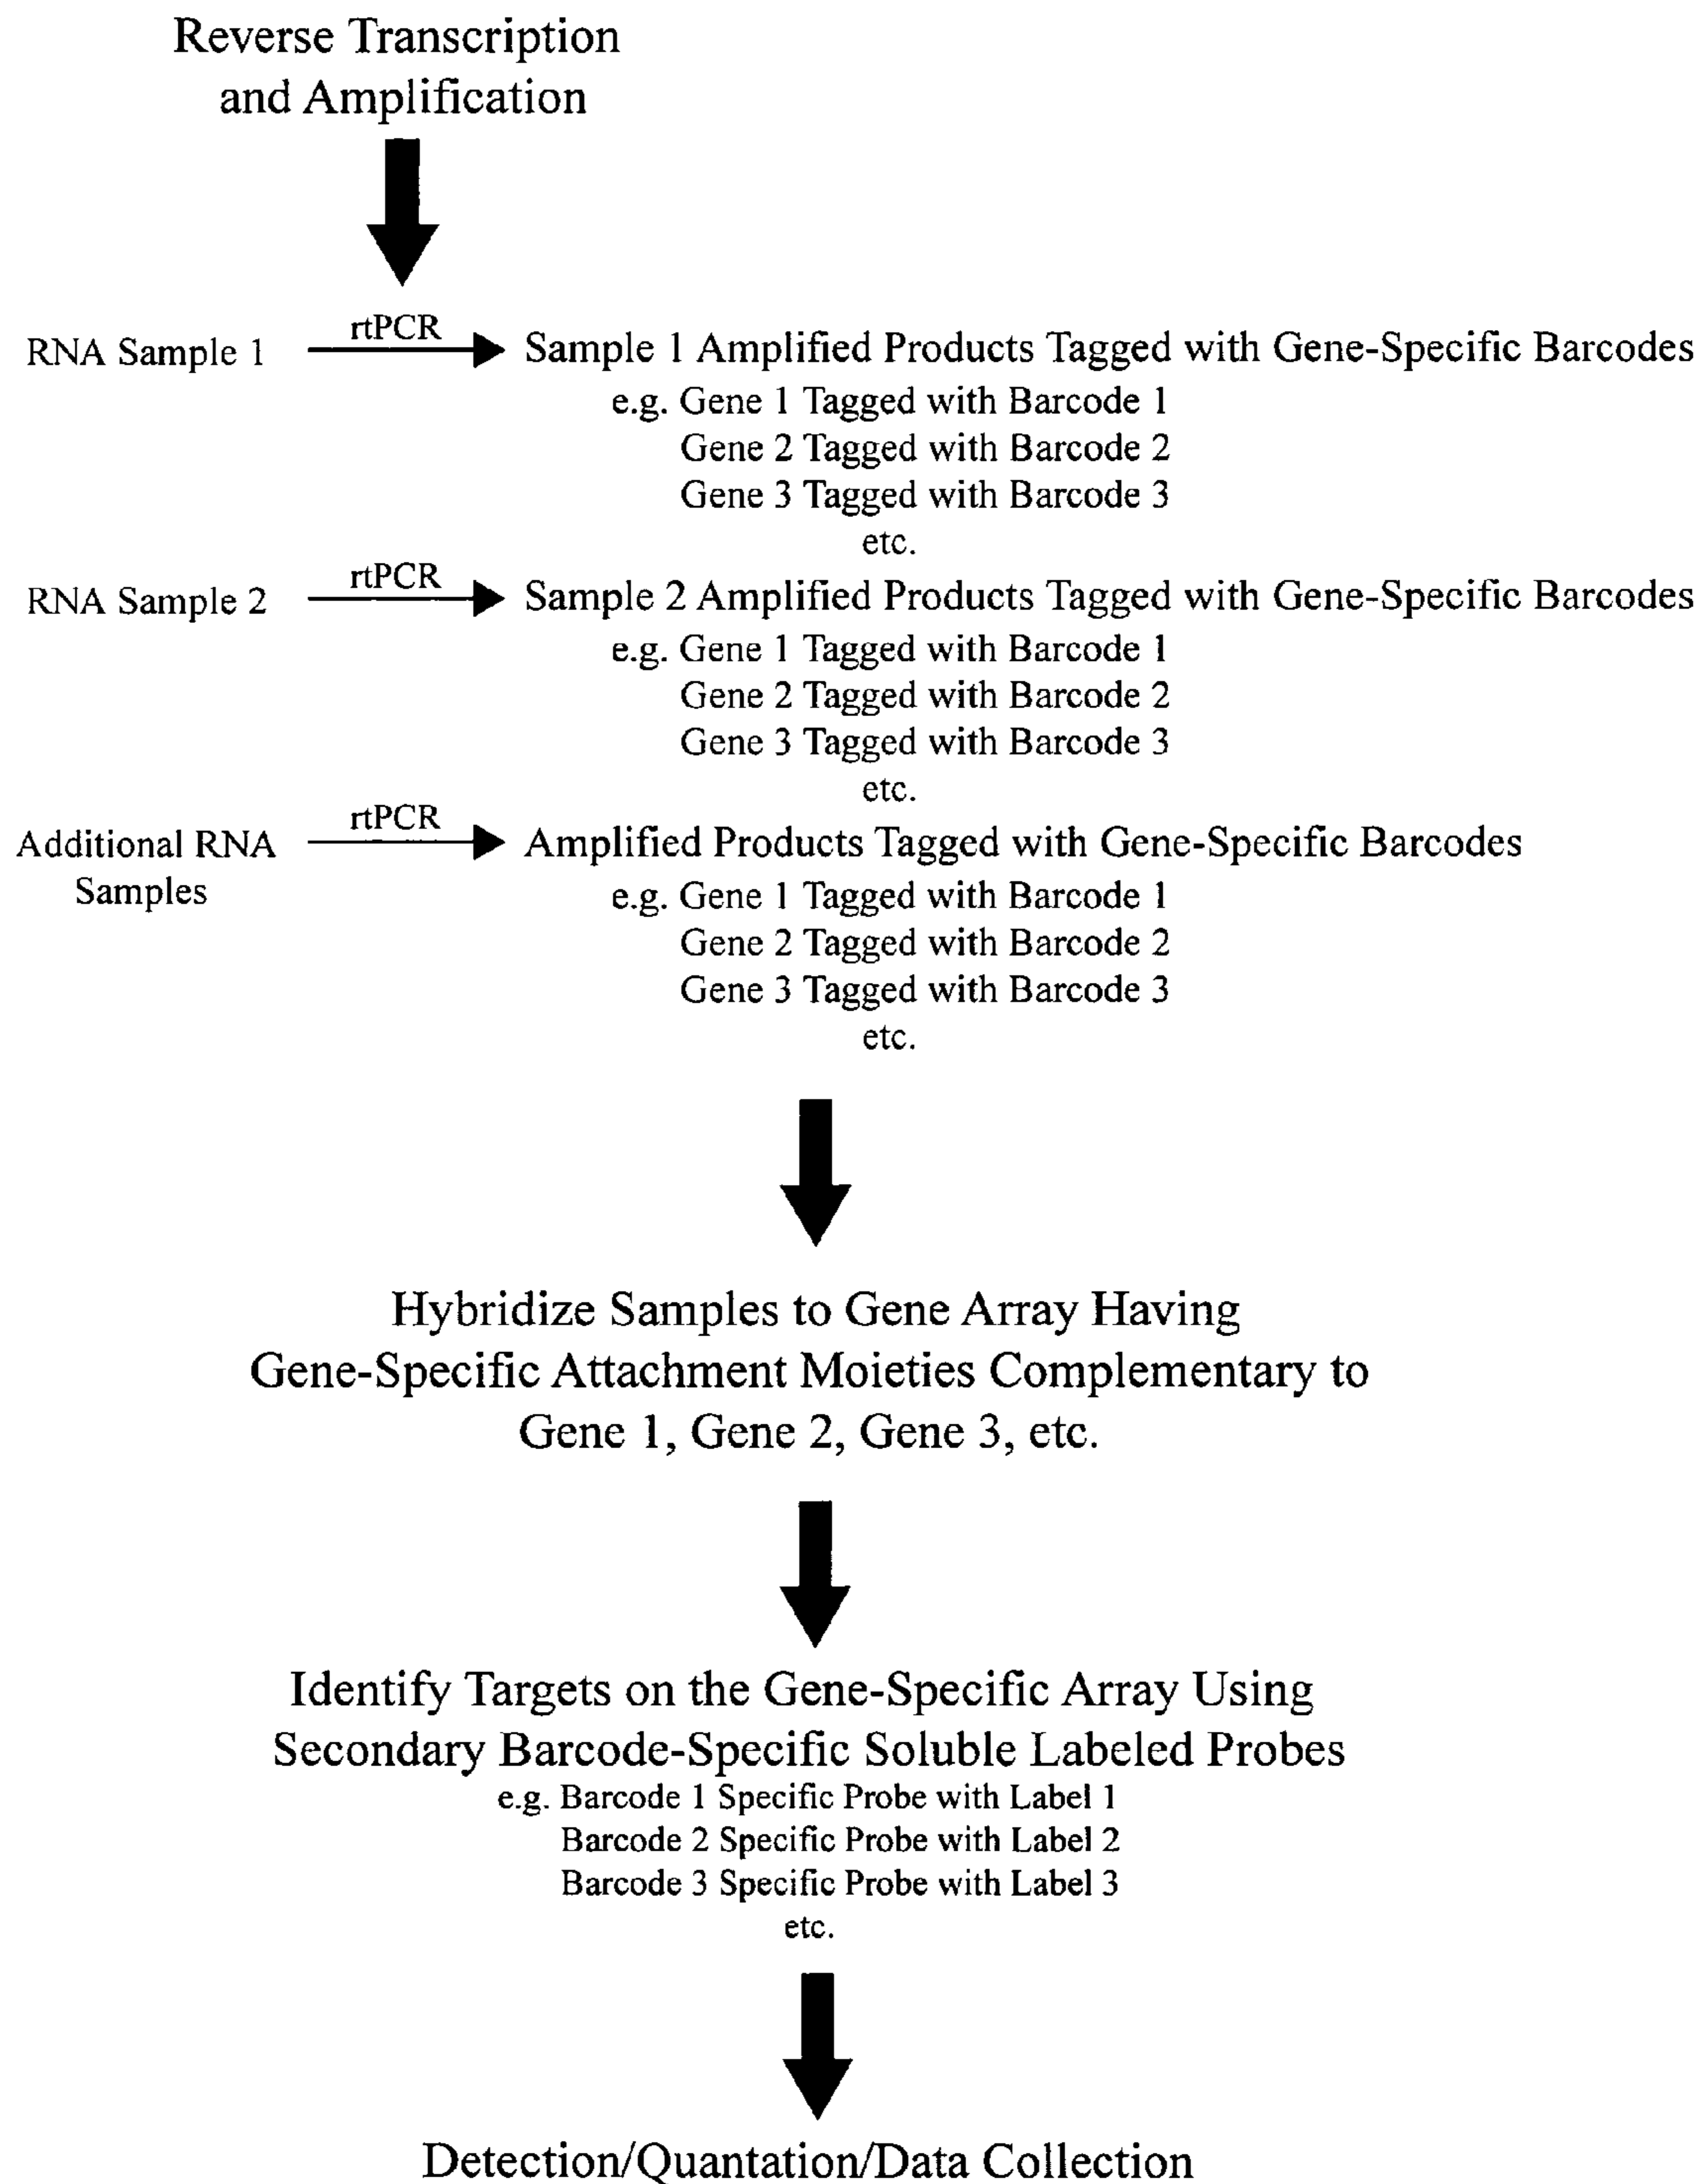 Reverse Transcription
and Amplification
rtPCR
RNA Sample 1
Sample 1 Amplified Products Tagged with Gene-Specific Barcodes
e.g. Gene 1 Tagged with Barcode 1
Gene 2 Tagged with Barcode 2
Gene 3 Tagged with Barcode 3
etc.
rtPCR
RNA Sample 2
Sample 2 Amplified Products Tagged with Gene-Specific Barcodes
e.g. Gene 1 Tagged with Barcode 1
Gene 2 Tagged with Barcode 2
Gene 3 Tagged with Barcode 3
etc.
rtPCR
Additional RNA
Samples
Amplified Products Tagged with Gene-Specific Barcodes
e.g. Gene 1 Tagged with Barcode 1
Gene 2 Tagged with Barcode 2
Gene 3 Tagged with Barcode 3
etc.
Hybridize Samples to Gene Array Having
Gene-Specific Attachment Moieties Complementary to
Gene 1, Gene 2, Gene 3, etc.
Identify Targets on the Gene-Specific Array Using
Secondary Barcode-Specific Soluble Labeled Probes
e.g. Barcode 1 Specific Probe with Label 1
Barcode 2 Specific Probe with Label 2
Barcode 3 Specific Probe with Label 3
etc.
Detection/Quantation/Data Collection